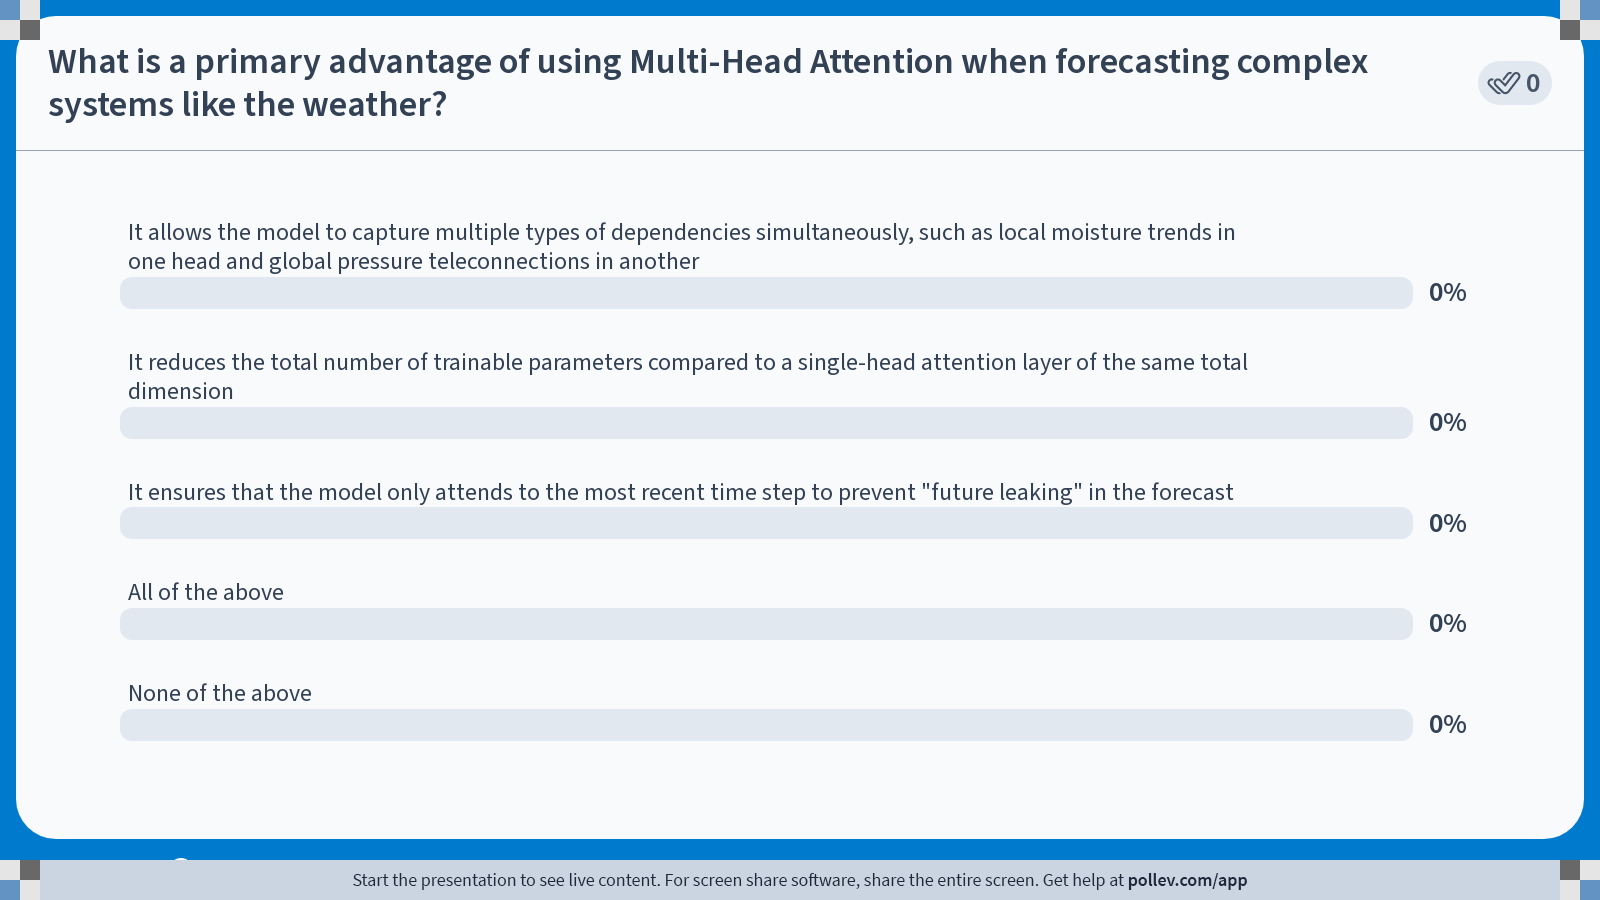 What is a primary advantage of using Multi-Head Attention when forecasting complex
systems like the weather?
0
It allows the model to capture multiple types of dependencies simultaneously, such as local moisture trends in
one head and global pressure teleconnections in another
0%
It reduces the total number of trainable parameters compared to a single-head attention layer of the same total
dimension
0%
It ensures that the model only attends to the most recent time step to prevent "future leaking" in the forecast
0%
All of the above
0%
None of the above
0%
Start the presentation to see live content. For screen share software, share the entire screen. Get help at pollev.com/app